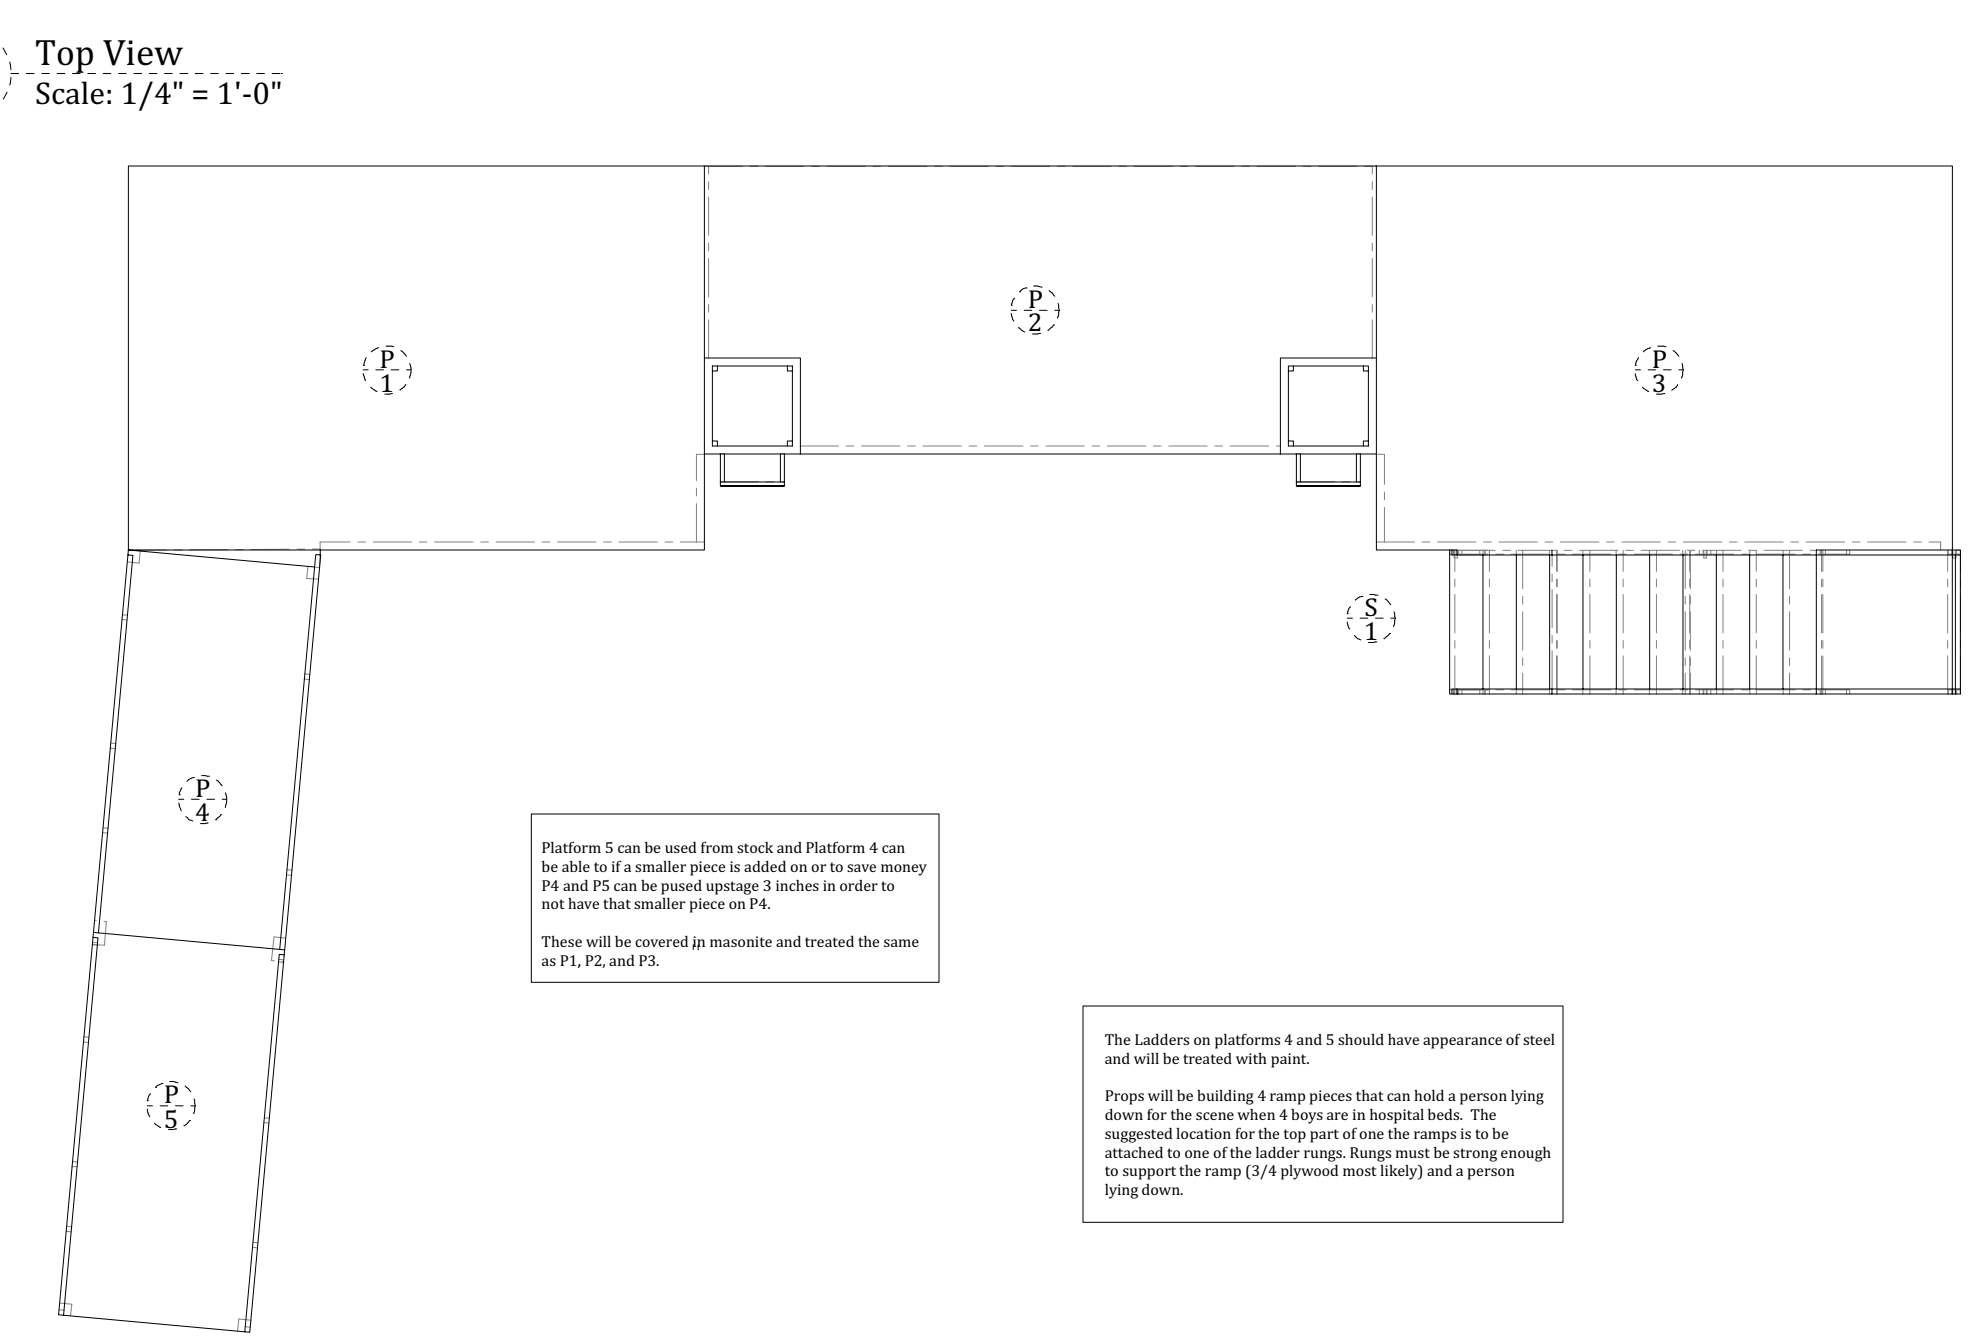 Top View
Scale: 1/4" = 1'-0"
P
2
P
1
P
3
S
1
P
4
Platform 5 can be used from stock and Platform 4 can
be able to if a smaller piece is added on or to save money
P4 and P5 can be pused upstage 3 inches in order to
not have that smaller piece on P4.
These will be covered in masonite and treated the same
as P1, P2, and P3.
The Ladders on platforms 4 and 5 should have appearance of steel
and will be treated with paint.
Props will be building 4 ramp pieces that can hold a person lying
down for the scene when 4 boys are in hospital beds. The
suggested location for the top part of one the ramps is to be
attached to one of the ladder rungs. Rungs must be strong enough
to support the ramp (3/4 plywood most likely) and a person
lying down.
P
5